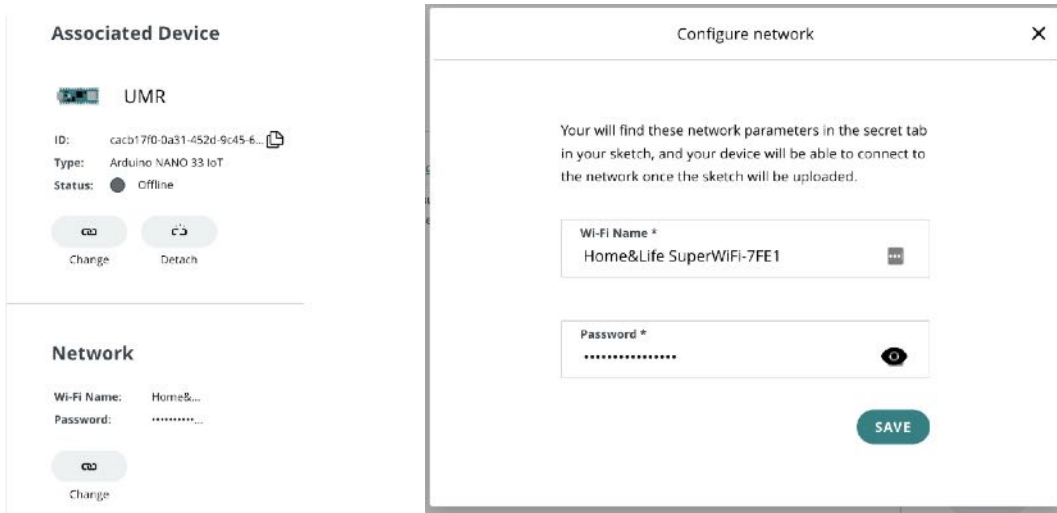 Associated Device
UMR
ID: cacb17f0-0a31-452d-9c45-6...
Type: Arduino NANO 33 IoT
Status: Offline
Change Detach
Network
Wi-Fi Name: Home&...
Password: ••••••••••...
Change
Configure network
Your will find these network parameters in the secret tab
in your sketch, and your device will be able to connect to
the network once the sketch will be uploaded.
Wi-Fi Name *
Home&Life SuperWiFi-7FE1
Password *
••••••••••••••••
SAVE